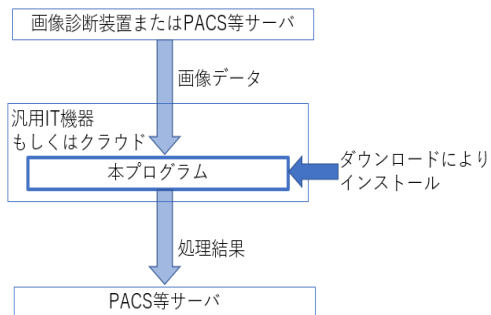 画像診断装置またはPACS等サーバ
画像データ
汎用IT機器
もしくはクラウド
本プログラム
ダウンロードにより
インストール
処理結果
PACS等サーバ